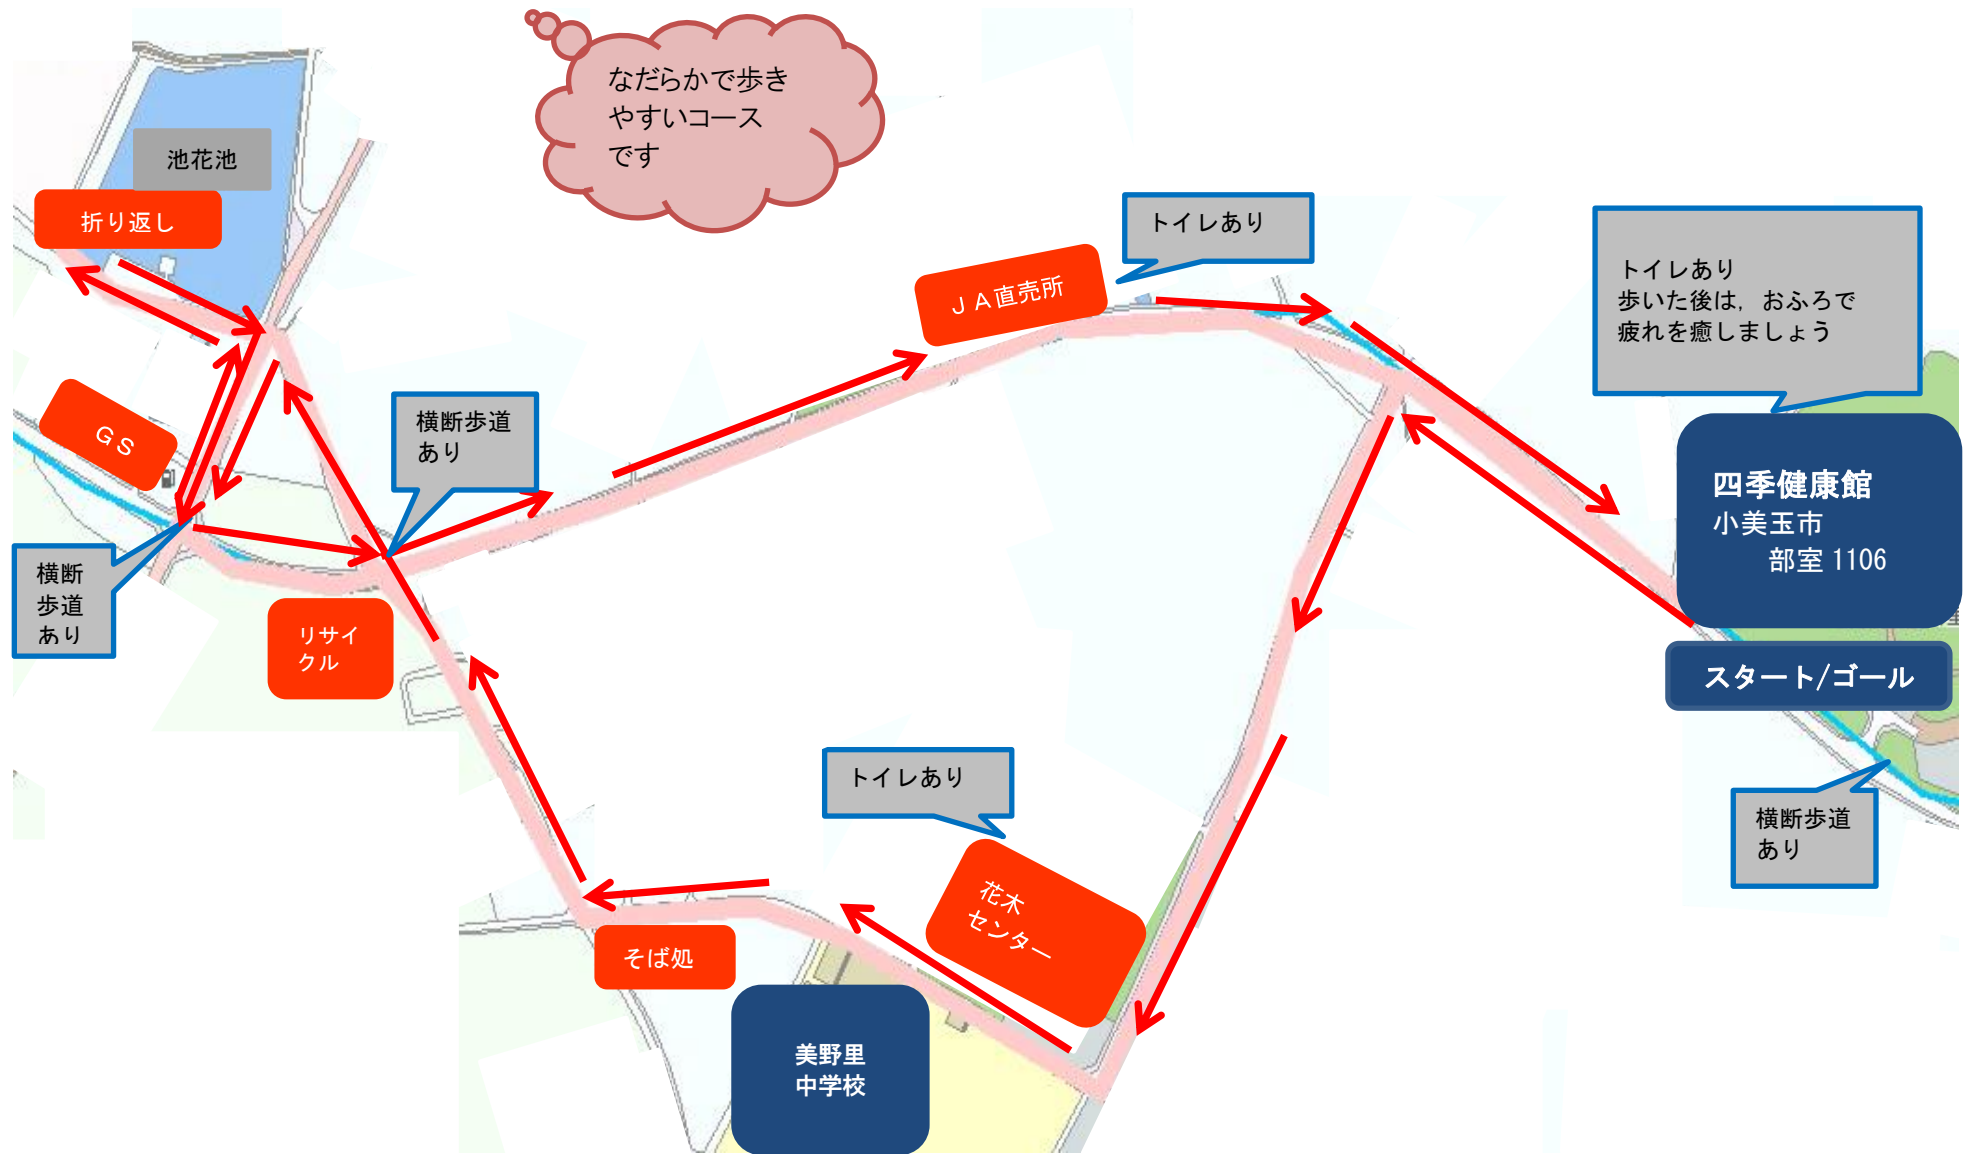 なだらかで歩き
やすいコース
です
池花池
折り返し
トイレあり
ＪＡ直売所
トイレあり
歩いた後は，おふろで
疲れを癒しましょう
ＧＳ
横断歩道
あり
四季健康館
小美玉市
部室 1106
横断
歩道
あり
リサイ
クル
スタート/ゴール
トイレあり
横断歩道
あり
花木
センター
そば処
美野里
中学校